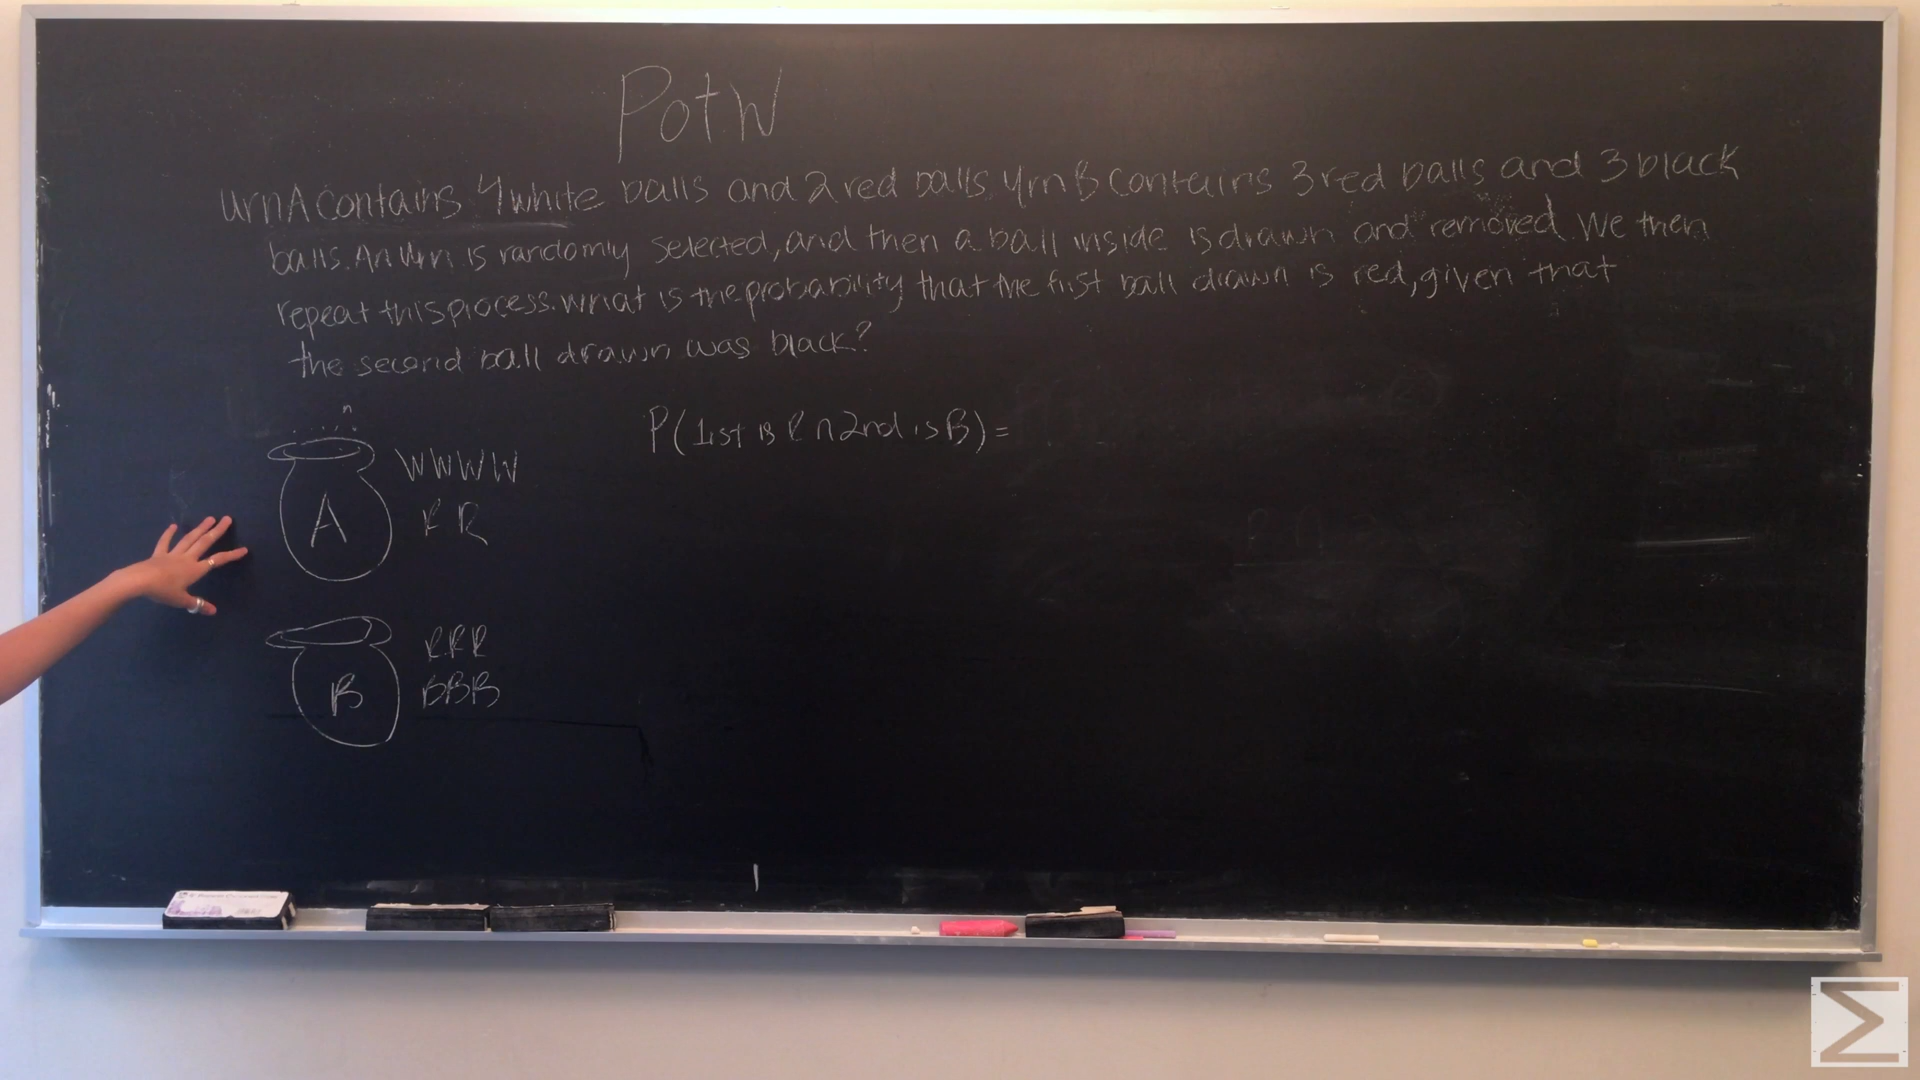 PotW
Urn A contains 4 white balls and 2 red balls. Urn B contains 3 red balls and 3 black
balls. An Urn is randomly selected, and then a ball inside is drawn and removed. We then
repeat this process. what is the probability that the first ball drawn is red, given that
the second ball drawn was black?
P(1ist is R ∩ 2nd is B) =
WWWW
A
RR
RRR
B
BBB
Σ